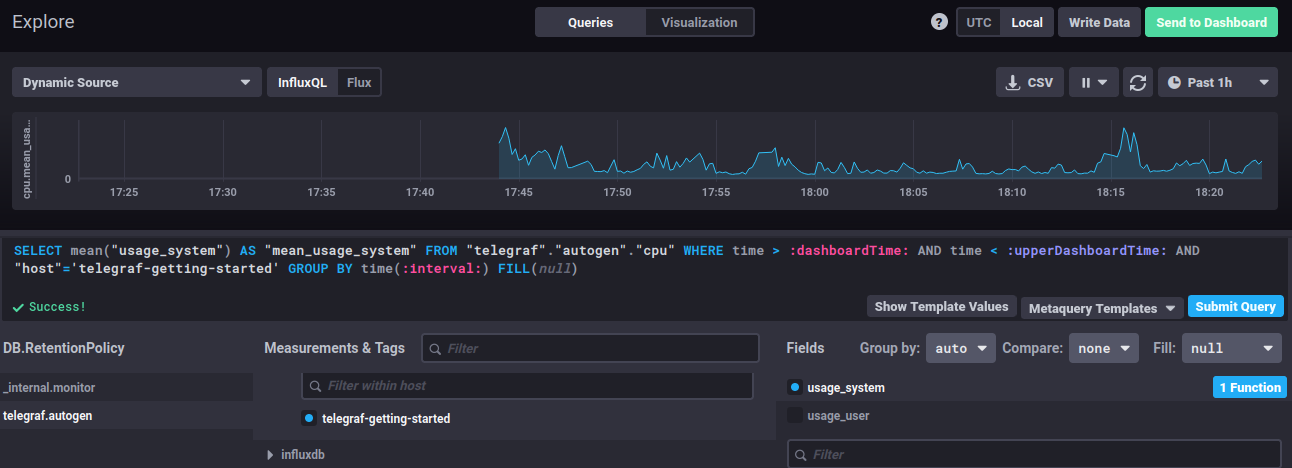 Explore
Queries
Visualization
?
UTC
Local
Write Data
Send to Dashboard
Dynamic Source
InfluxQL
Flux
CSV
Past 1h
cpu.mean_usa...
0
17:25
17:30
17:35
17:40
17:45
17:50
17:55
18:00
18:05
18:10
18:15
18:20
SELECT mean("usage_system") AS "mean_usage_system" FROM "telegraf"."autogen"."cpu" WHERE time > :dashboardTime: AND time < :upperDashboardTime: AND
"host"='telegraf-getting-started' GROUP BY time(:interval:) FILL(null)
Success!
Show Template Values
Metaquery Templates
Submit Query
DB.RetentionPolicy
Measurements & Tags
Filter
Fields
Group by:
auto
Compare:
none
Fill:
null
_internal.monitor
Filter within host
usage_system
1 Function
telegraf.autogen
telegraf-getting-started
usage_user
influxdb
Filter